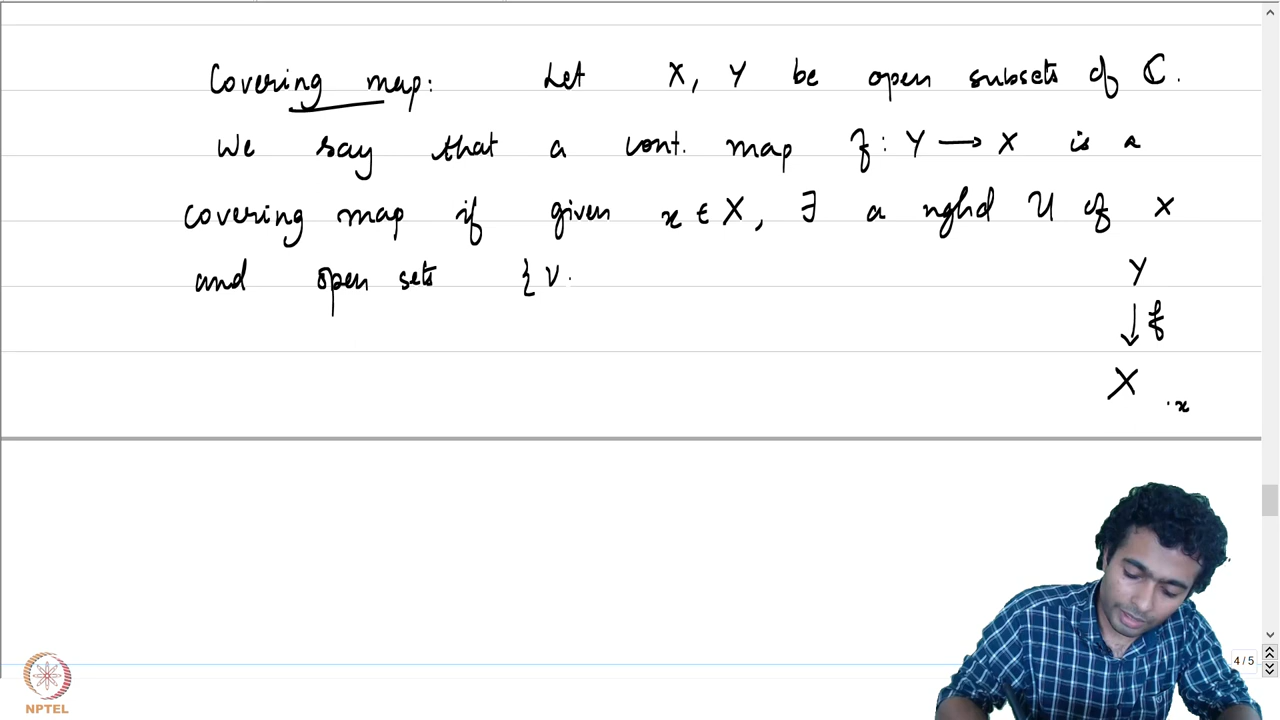 Covering map: Let X, Y be open subsets of ℂ.
We say that a cont. map f: Y ⟶ X is a
covering map if given x ∈ X, ∃ a nghd U of x
and open sets { V
Y
↓ f
X . x
4 / 5
NPTEL